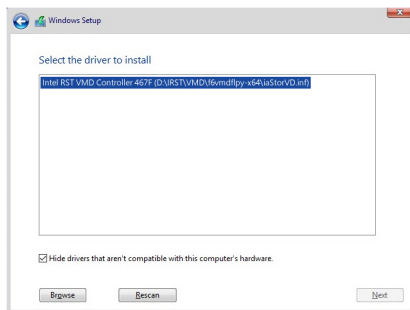 Windows Setup
Select the driver to install
Intel RST VMD Controller 467F (D:\IRST\VMD\f6vmdflpy-x64\iaStorVD.inf)
Hide drivers that aren't compatible with this computer's hardware.
Browse
Rescan
Next